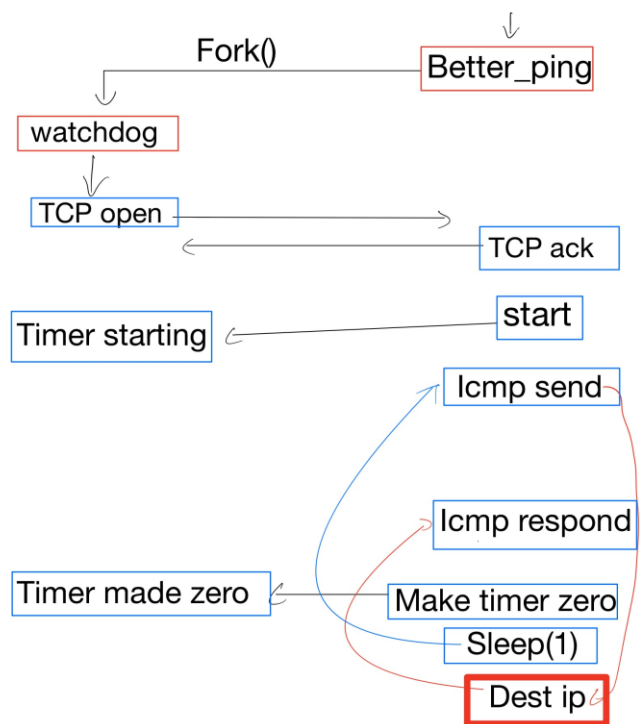 Fork()
Better_ping
watchdog
TCP open
TCP ack
start
Timer starting
Icmp send
Icmp respond
Timer made zero
Make timer zero
Sleep(1)
Dest ip